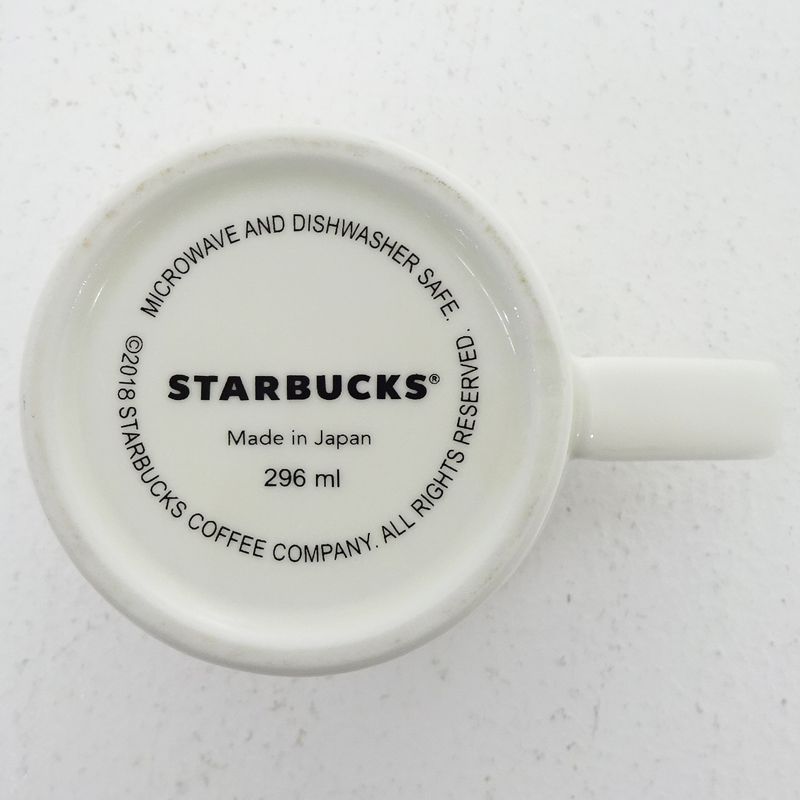 MICROWAVE AND DISHWASHER SAFE.
STARBUCKS®
Made in Japan
296 ml
©2018 STARBUCKS COFFEE COMPANY. ALL RIGHTS RESERVED.